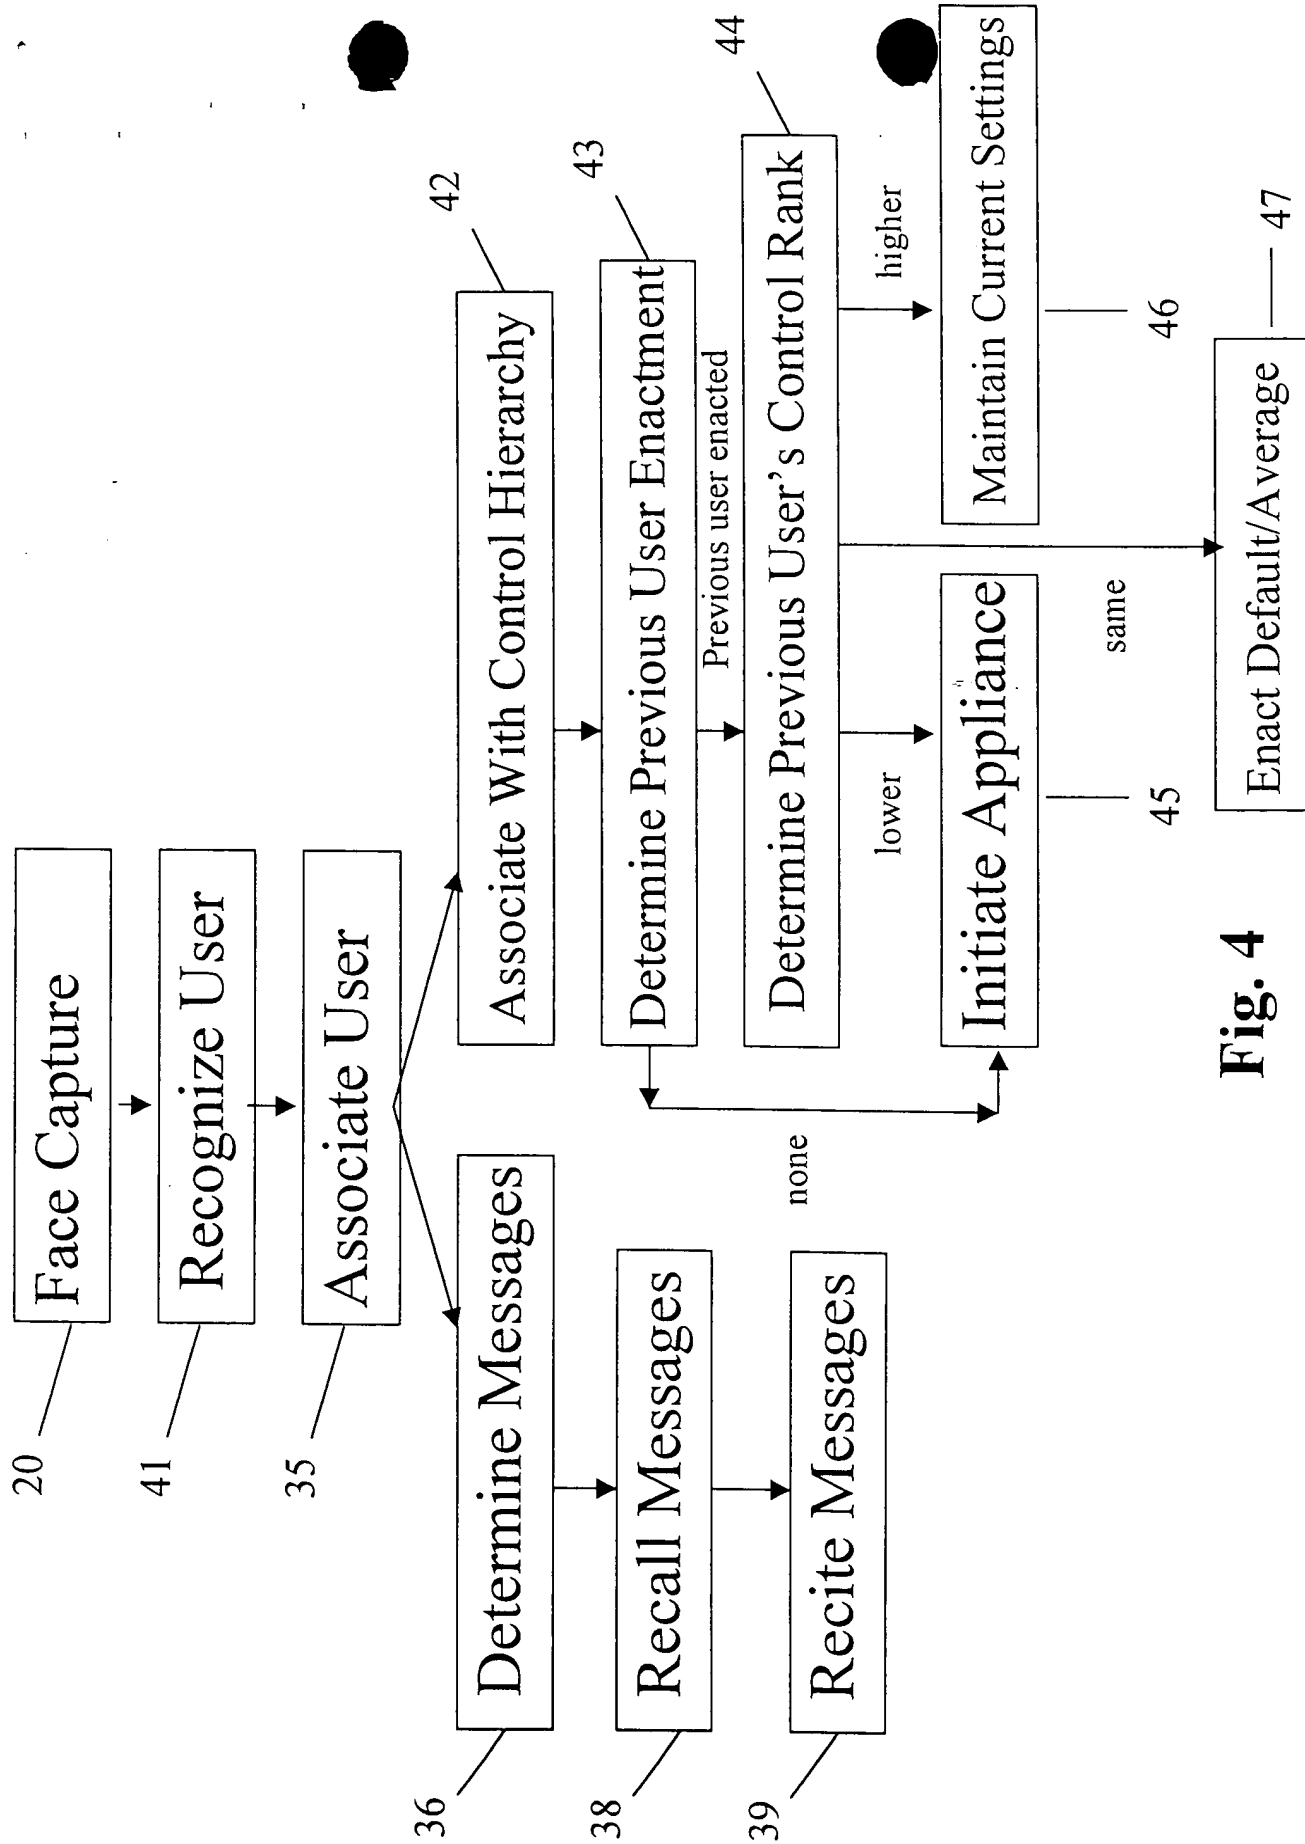 20
Face Capture
41
Recognize User
35
Associate User
36
Determine Messages
38
Recall Messages
39
Recite Messages
42
Associate With Control Hierarchy
43
Determine Previous User Enactment
none
Previous user enacted
44
Determine Previous User's Control Rank
lower
higher
Initiate Appliance
45
Maintain Current Settings
46
same
Enact Default/Average
47
Fig. 4